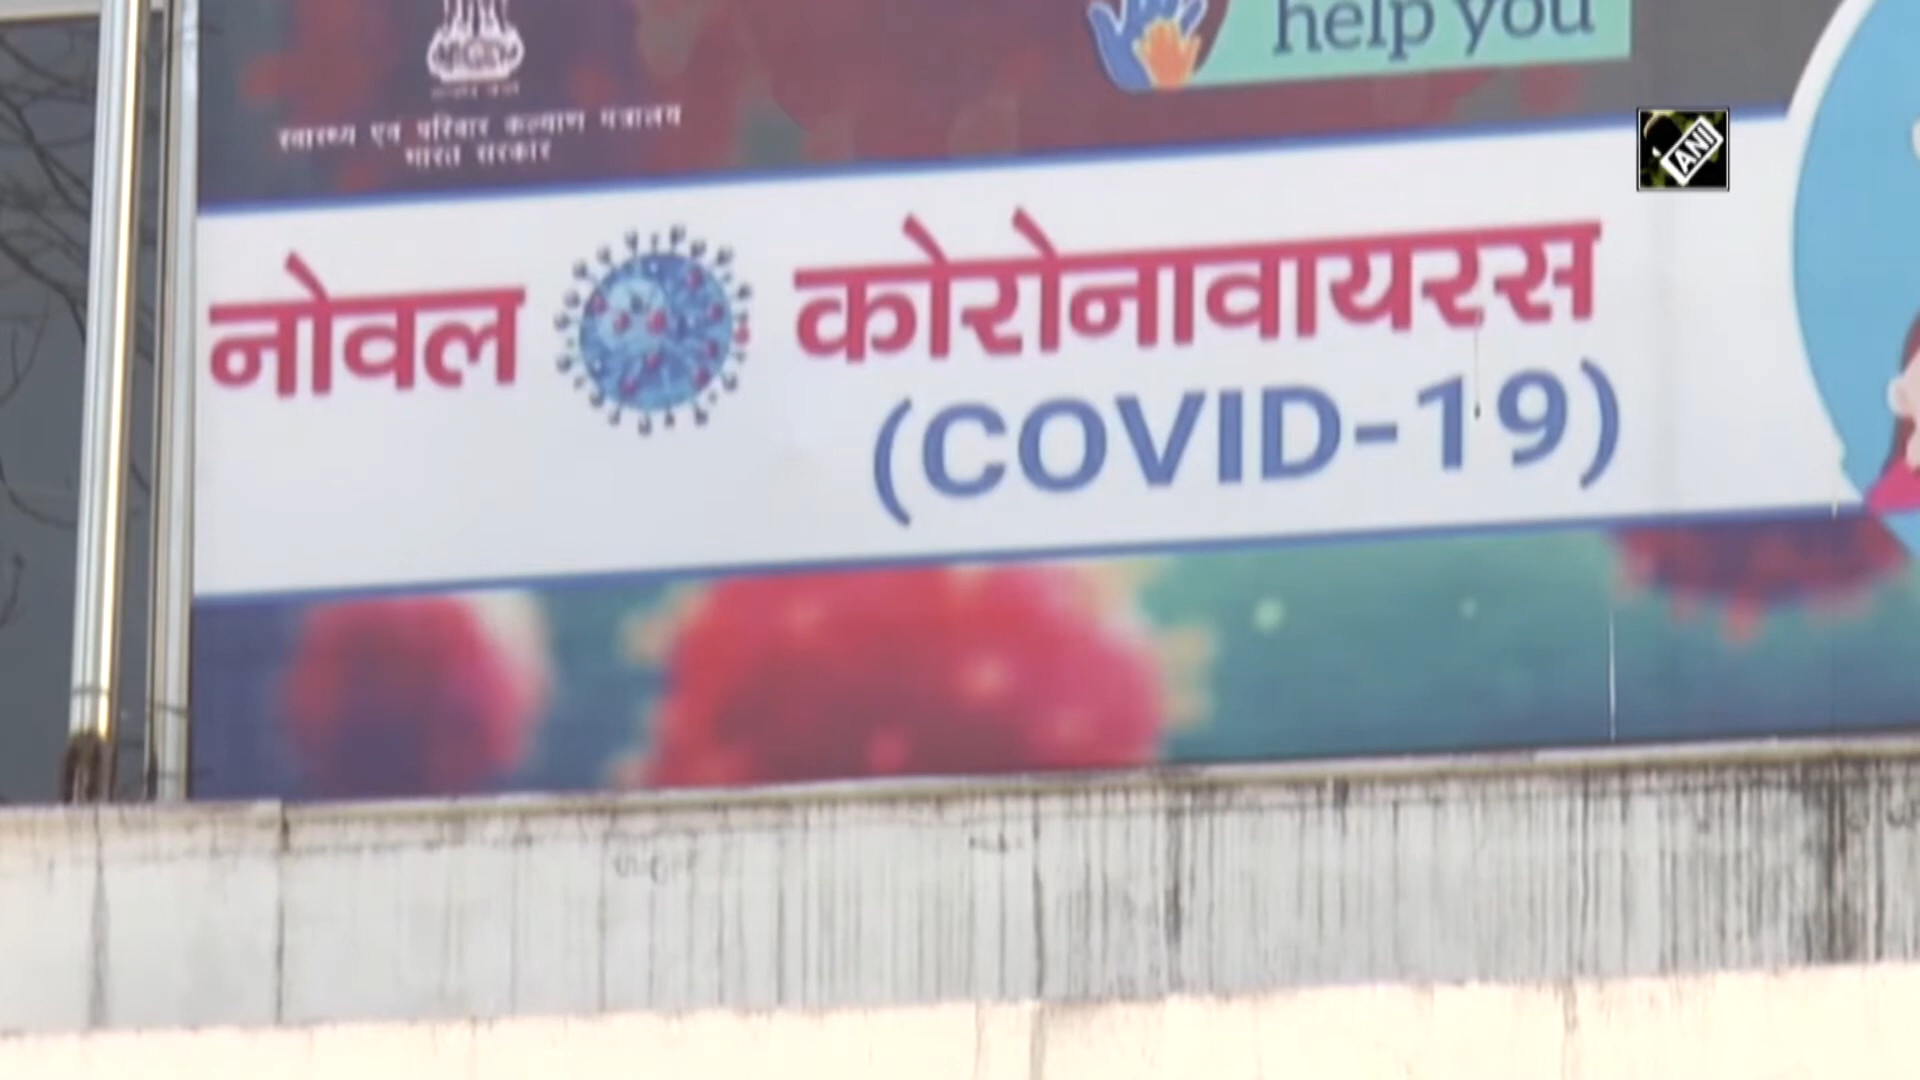 help you
स्वास्थ्य एवं परिवार कल्याण मंत्रालय
भारत सरकार
ANI
नोवल कोरोनावायरस
(COVID-19)